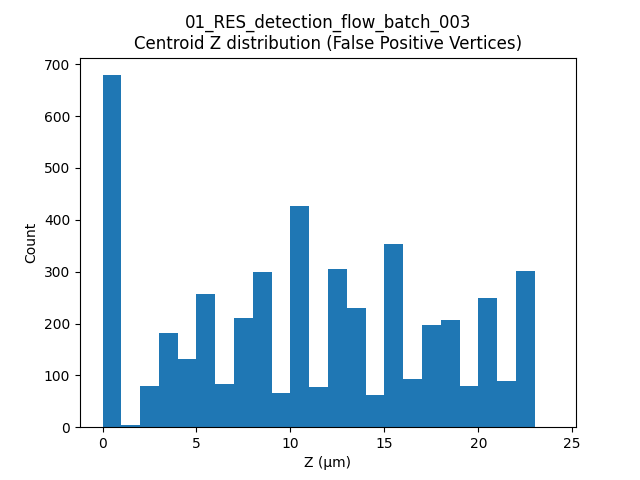 01_RES_detection_flow_batch_003
Centroid Z distribution (False Positive Vertices)
700
600
500
400
300
200
100
0
Count
0 5 10 15 20 25
Z (μm)